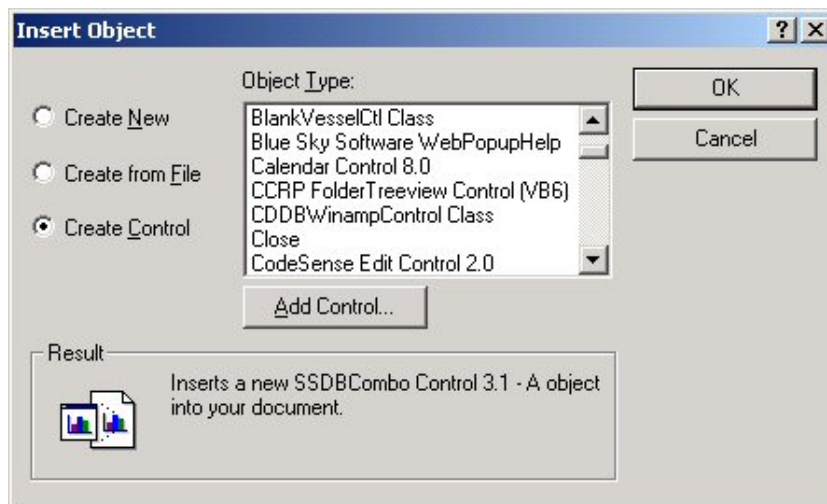 Insert Object
Object Type:
Create New
Create from File
Create Control
BlankVesselCtl Class
Blue Sky Software WebPopupHelp
Calendar Control 8.0
CCRP FolderTreeview Control (VB6)
CDDBWinampControl Class
Close
CodeSense Edit Control 2.0
Add Control...
OK
Cancel
Result
Inserts a new SSDBCombo Control 3.1 - A object
into your document.